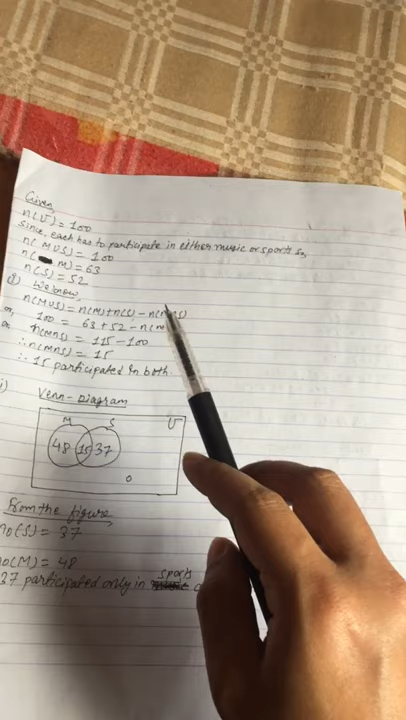 Given,
n(U) = 100
since, each has to participate in either music or sports so,
n(MUS) = 100
n( M) = 63
n(S) = 52
We know,
n(MUS) = n(M)+n(S) - n(M∩S)
or, 100 = 63 + 52 - n(M
or n(M∩S) = 115 - 100
∴ n(M∩S) = 15
∴ 15 participated in both.
i) Venn-Diagram
M S U
48 15 37
0
From the figure,
no(S) = 37
no(M) = 48
37 participated only in sports